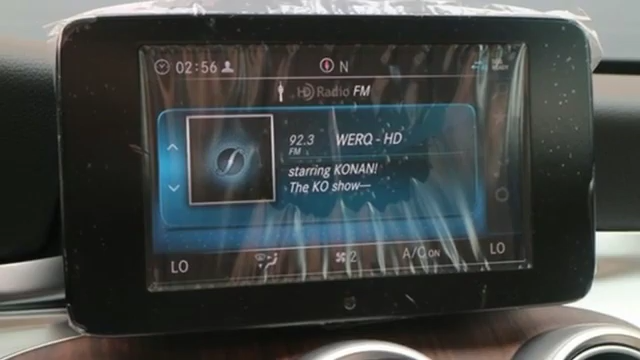 02:56 N
HD Radio FM
92.3 WERQ - HD
FM
starring KONAN!
The KO show—
LO 2 A/C ON LO